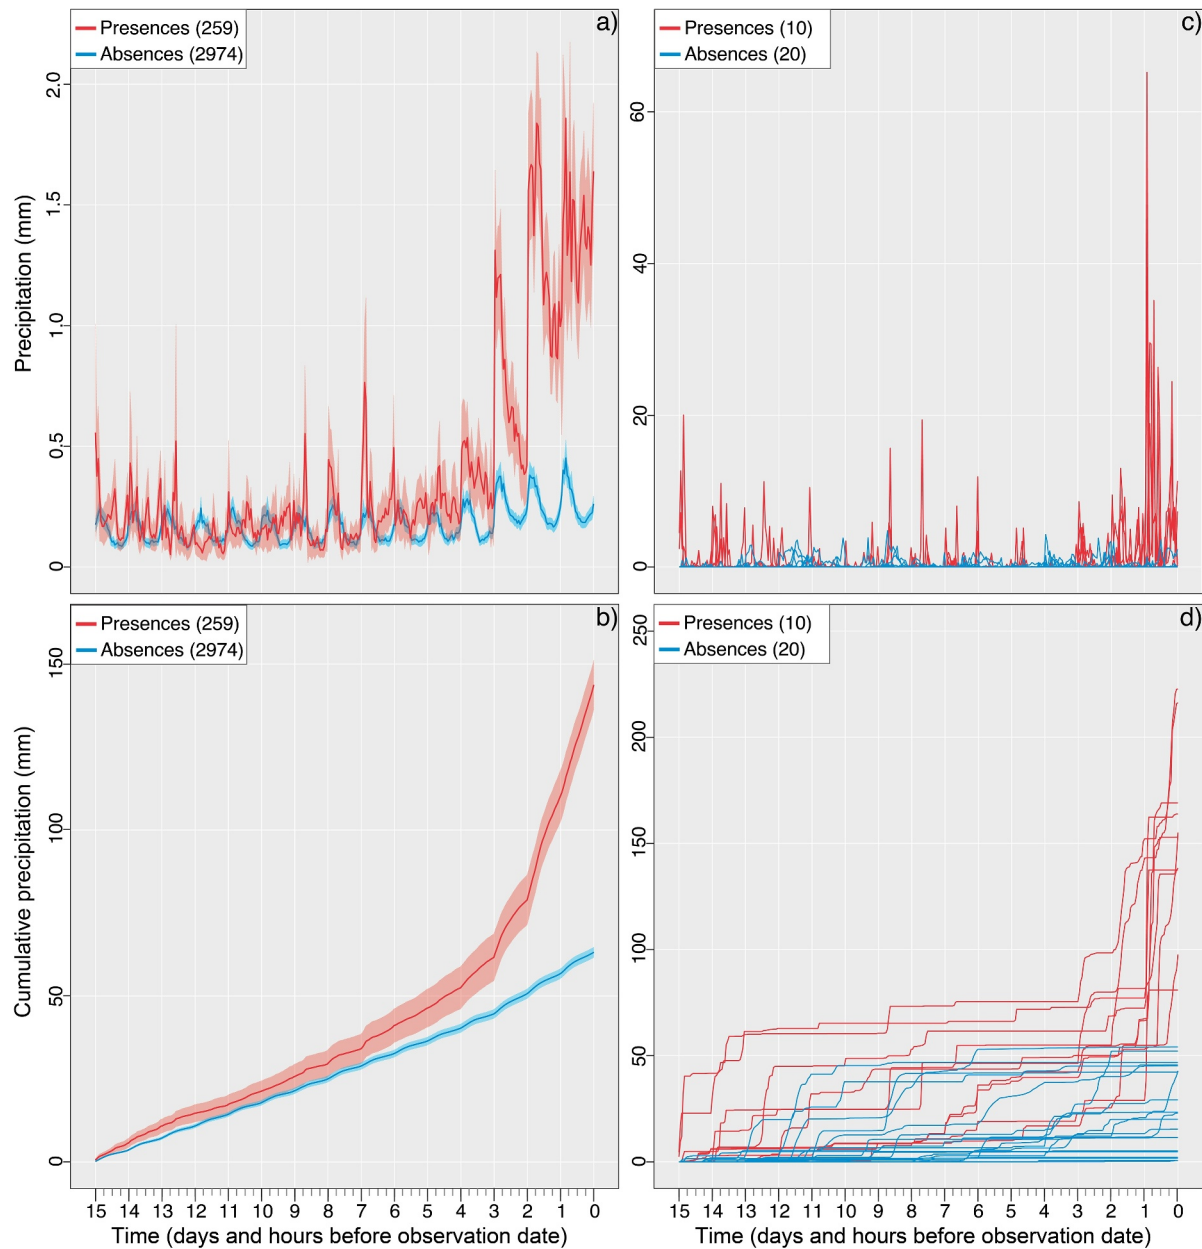 Presences (259)
Absences (2974)
a)
2.0
1.5
1.0
0.5
0
Precipitation (mm)
Presences (10)
Absences (20)
c)
60
40
20
0
Presences (259)
Absences (2974)
b)
150
100
50
0
Cumulative precipitation (mm)
15 14 13 12 11 10 9 8 7 6 5 4 3 2 1 0
Time (days and hours before observation date)
Presences (10)
Absences (20)
d)
250
200
150
100
50
0
15 14 13 12 11 10 9 8 7 6 5 4 3 2 1 0
Time (days and hours before observation date)